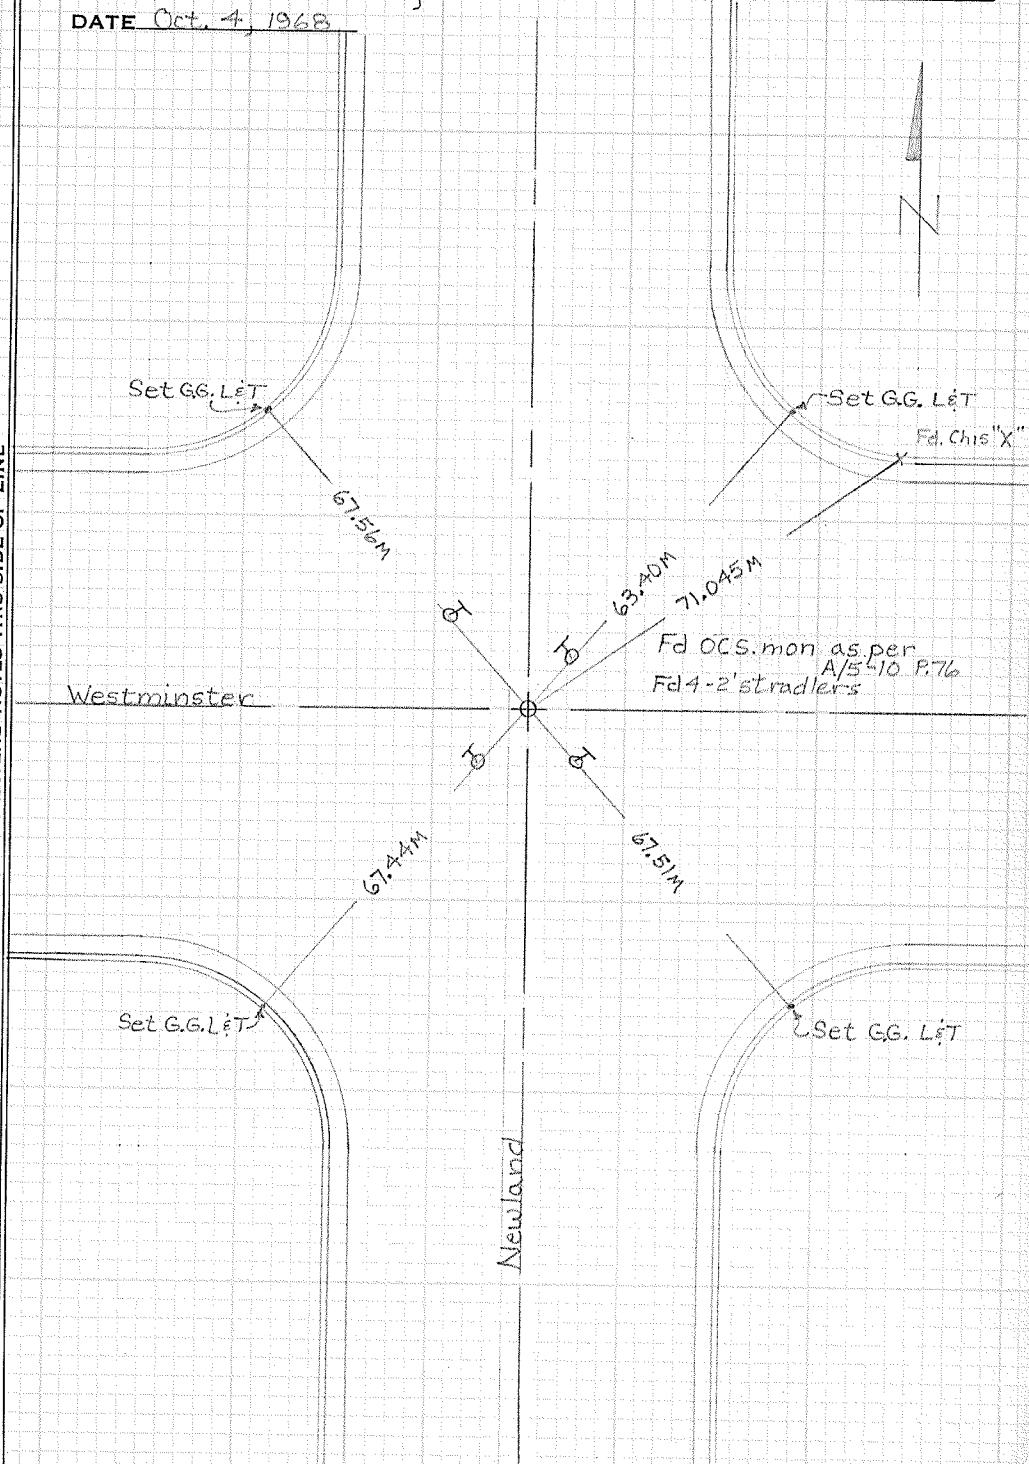 DATE Oct. 4, 1968
N
Set G.G. L&T
Set G.G. L&T
Fd. Chis "X"
67.56M
63.40M
71.045M
Fd OCS. mon as per
A/5-10 P.76
Fd 4-2' stradlers
Westminster
67.44M
67.51M
Set G.G. L&T
Set G.G. L&T
Newland